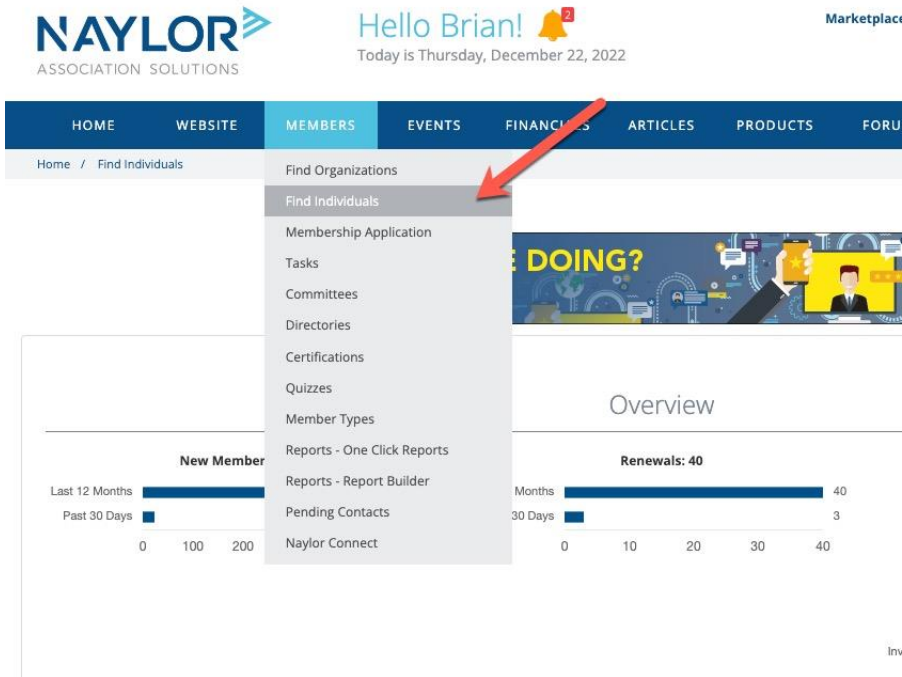 NAYLOR
ASSOCIATION SOLUTIONS
Hello Brian!
2
Today is Thursday, December 22, 2022
Marketplace
HOME WEBSITE MEMBERS EVENTS FINANCIALS ARTICLES PRODUCTS FORU
Home / Find Individuals
Find Organizations
Find Individuals
Membership Application
Tasks
Committees
Directories
Certifications
Quizzes
Member Types
Reports - One Click Reports
Reports - Report Builder
Pending Contacts
Naylor Connect
E DOING?
Overview
New Member
Last 12 Months
Past 30 Days
0 100 200
Renewals: 40
Months 40
30 Days 3
0 10 20 30 40
Inv